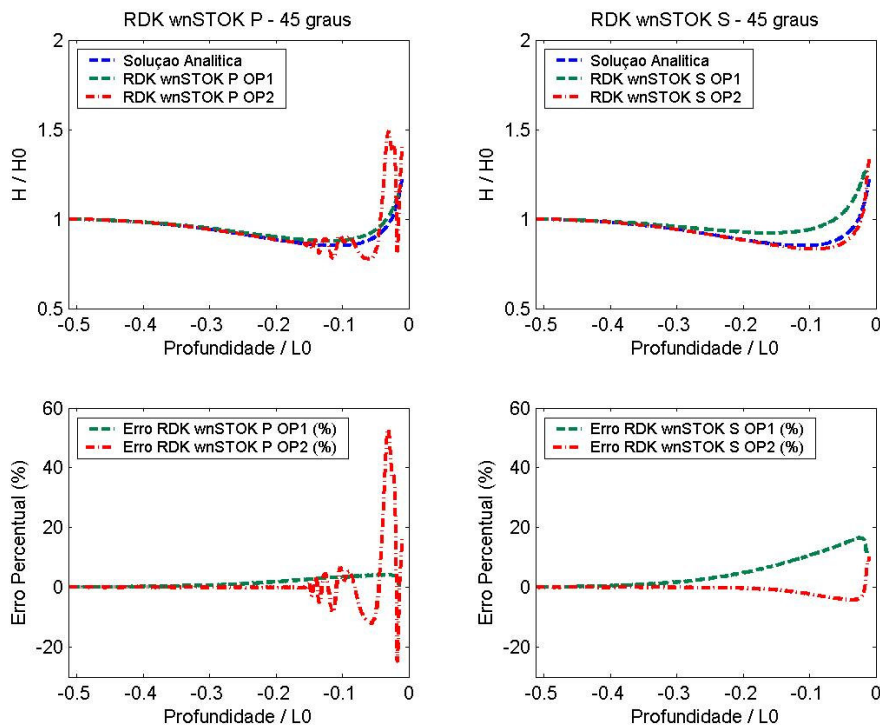 RDK wnSTOK P - 45 graus
2
1.5
1
0.5
H / H0
Soluçao Analitica
RDK wnSTOK P OP1
RDK wnSTOK P OP2
-0.5 -0.4 -0.3 -0.2 -0.1 0
Profundidade / L0
RDK wnSTOK S - 45 graus
2
1.5
1
0.5
H / H0
Soluçao Analitica
RDK wnSTOK S OP1
RDK wnSTOK S OP2
-0.5 -0.4 -0.3 -0.2 -0.1 0
Profundidade / L0
60
40
20
0
-20
Erro Percentual (%)
Erro RDK wnSTOK P OP1 (%)
Erro RDK wnSTOK P OP2 (%)
-0.5 -0.4 -0.3 -0.2 -0.1 0
Profundidade / L0
60
40
20
0
-20
Erro Percentual (%)
Erro RDK wnSTOK S OP1 (%)
Erro RDK wnSTOK S OP2 (%)
-0.5 -0.4 -0.3 -0.2 -0.1 0
Profundidade / L0